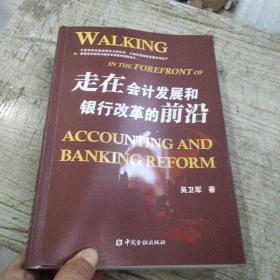 WALKING
IN THE FOREFRONT OF
走在会计发展和
银行改革的前沿
ACCOUNTING AND
BANKING REFORM
吴卫军 著
中国金融出版社